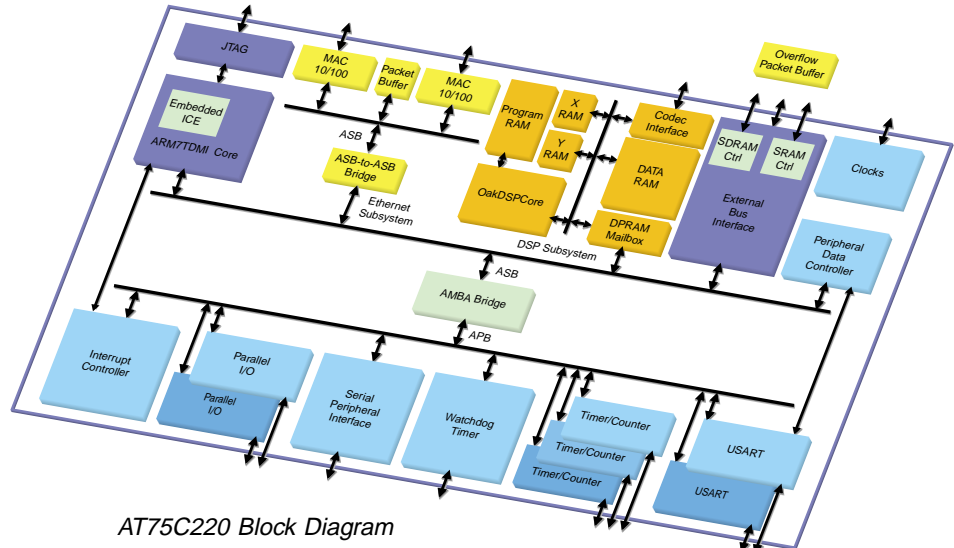 JTAG
MAC
10/100
Packet
Buffer
MAC
10/100
Overflow
Packet Buffer
Embedded
ICE
ARM7TDMI Core
ASB
ASB-to-ASB
Bridge
Ethernet
Subsystem
Program
RAM
X
RAM
Y
RAM
Codec
Interface
DATA
RAM
OakDSPCore
DPRAM
Mailbox
DSP Subsystem
SDRAM
Ctrl
SRAM
Ctrl
External
Bus
Interface
Clocks
Peripheral
Data
Controller
ASB
AMBA Bridge
APB
Interrupt
Controller
Parallel
I/O
Parallel
I/O
Serial
Peripheral
Interface
Watchdog
Timer
Timer/Counter
Timer/Counter
Timer/Counter
USART
USART
AT75C220 Block Diagram